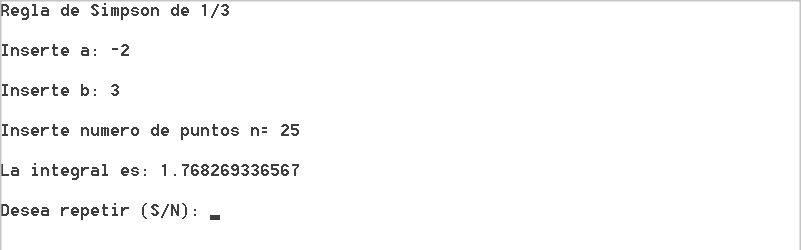 Regla de Simpson de 1/3
Inserte a: -2
Inserte b: 3
Inserte numero de puntos n= 25
La integral es: 1.768269336567
Desea repetir (S/N): _